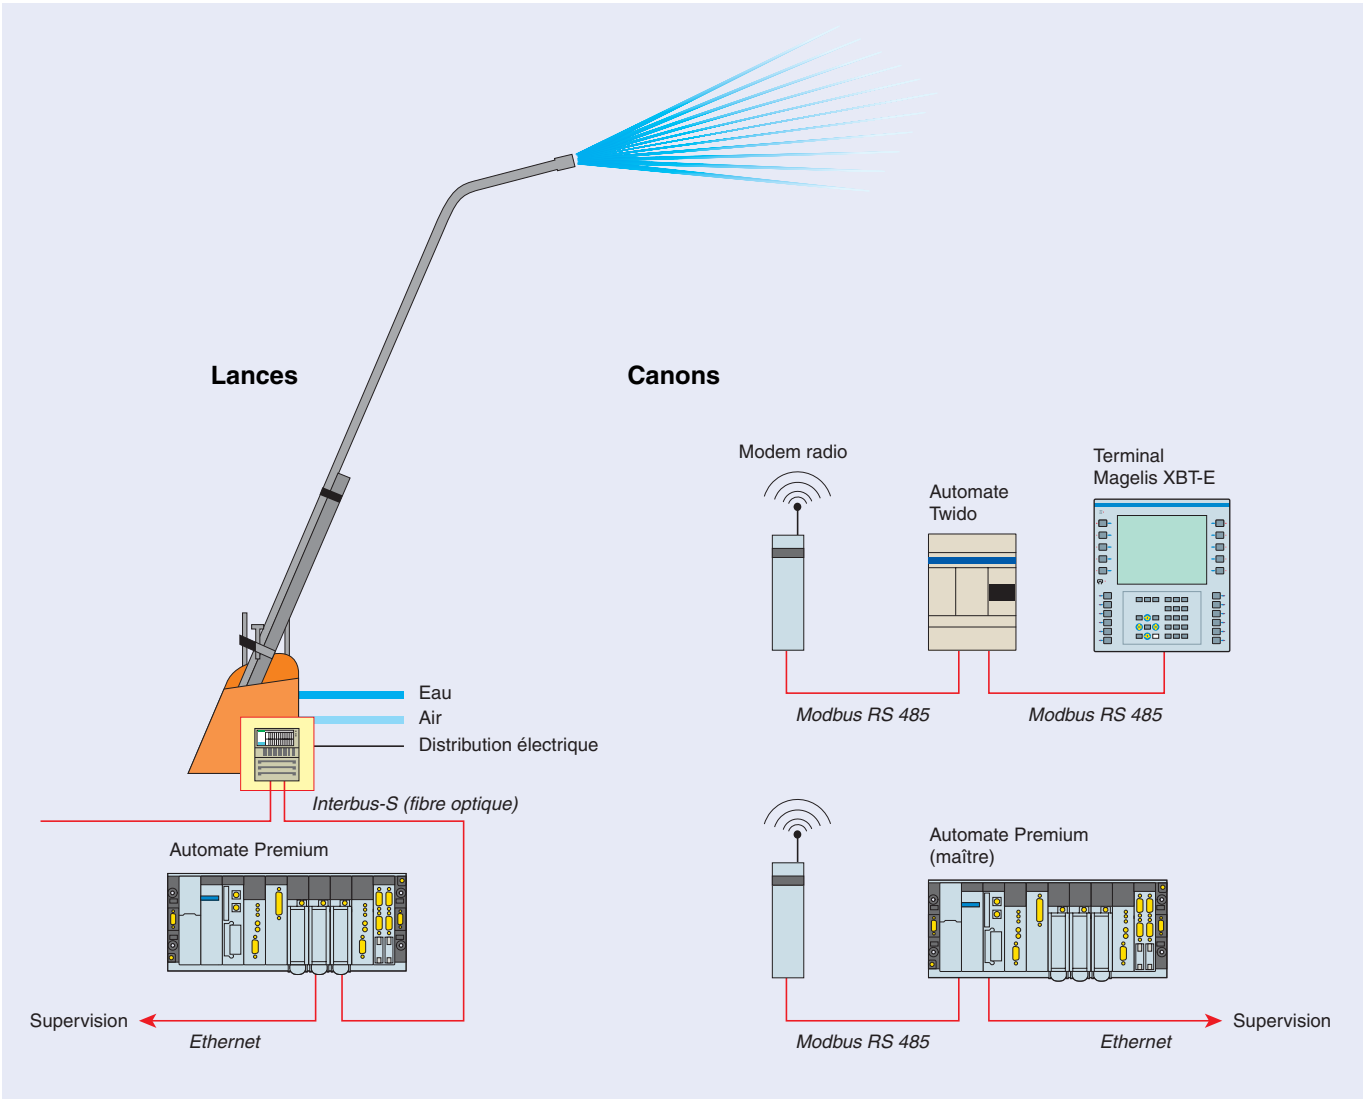 Lances
Canons
Modem radio
Automate
Twido
Terminal
Magelis XBT-E
Eau
Air
Distribution électrique
Modbus RS 485
Modbus RS 485
Interbus-S (fibre optique)
Automate Premium
Automate Premium
(maître)
Supervision
Ethernet
Modbus RS 485
Ethernet
Supervision